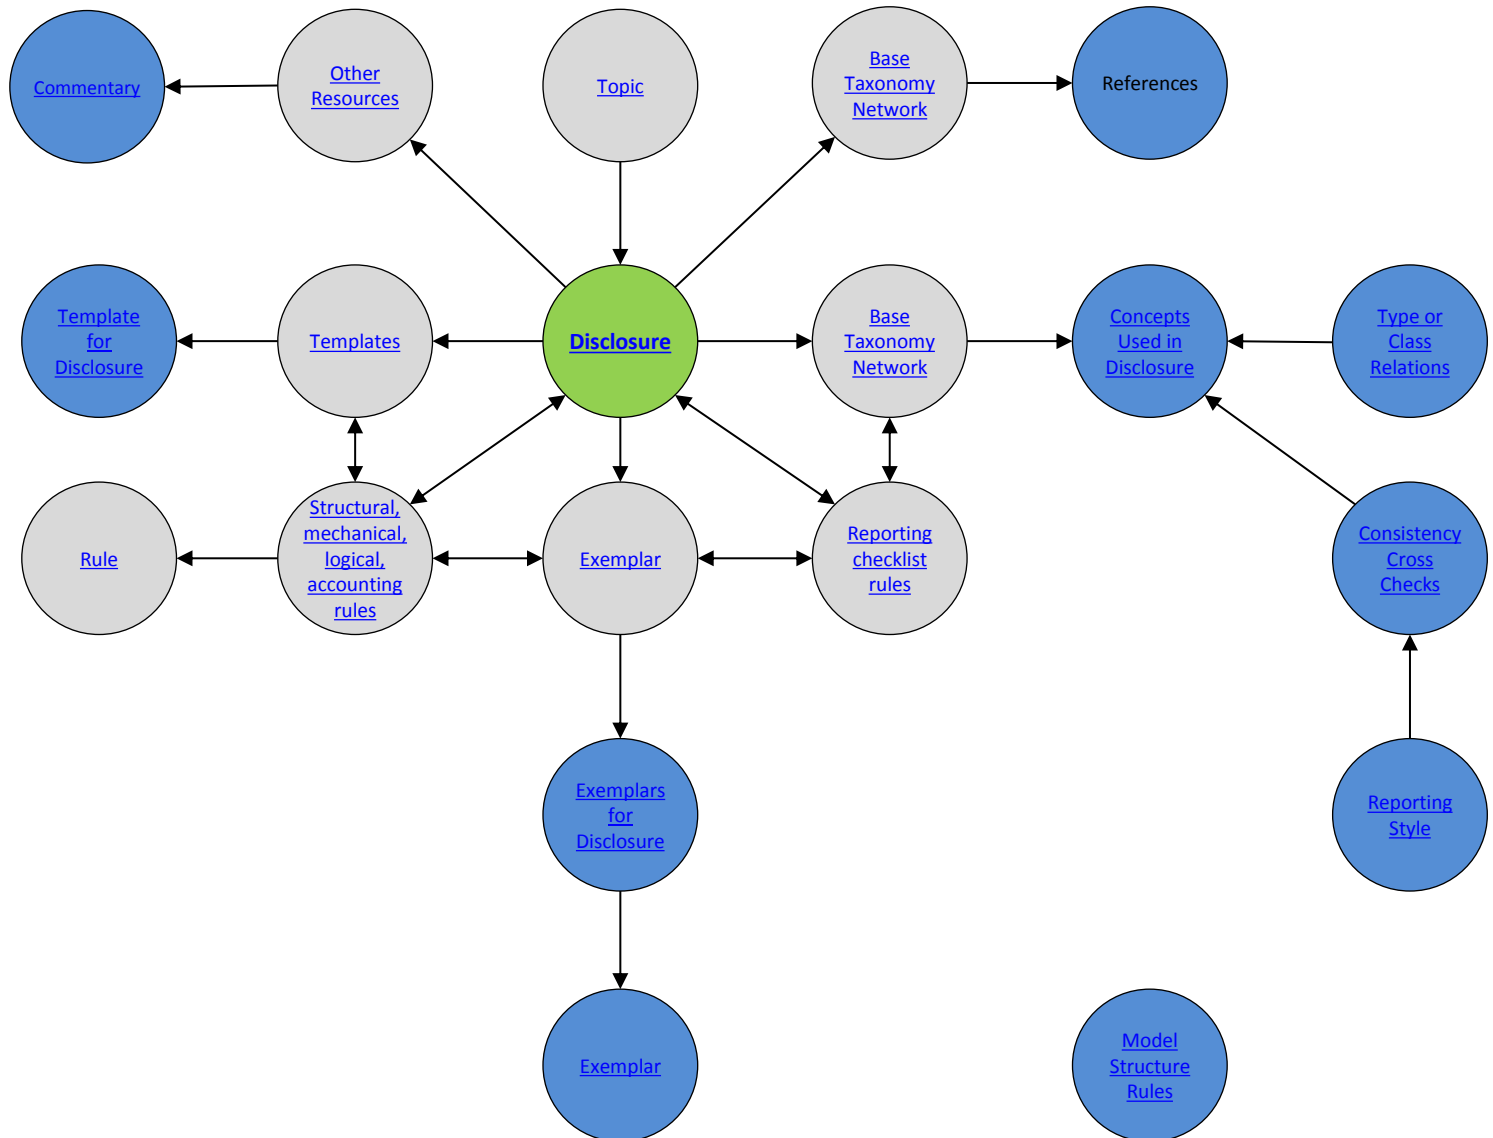 Commentary
Other
Resources
Topic
Base
Taxonomy
Network
References
Template
for
Disclosure
Templates
Disclosure
Base
Taxonomy
Network
Concepts
Used in
Disclosure
Type or
Class
Relations
Rule
Structural,
mechanical,
logical,
accounting
rules
Exemplar
Reporting
checklist
rules
Consistency
Cross
Checks
Exemplars
for
Disclosure
Reporting
Style
Exemplar
Model
Structure
Rules